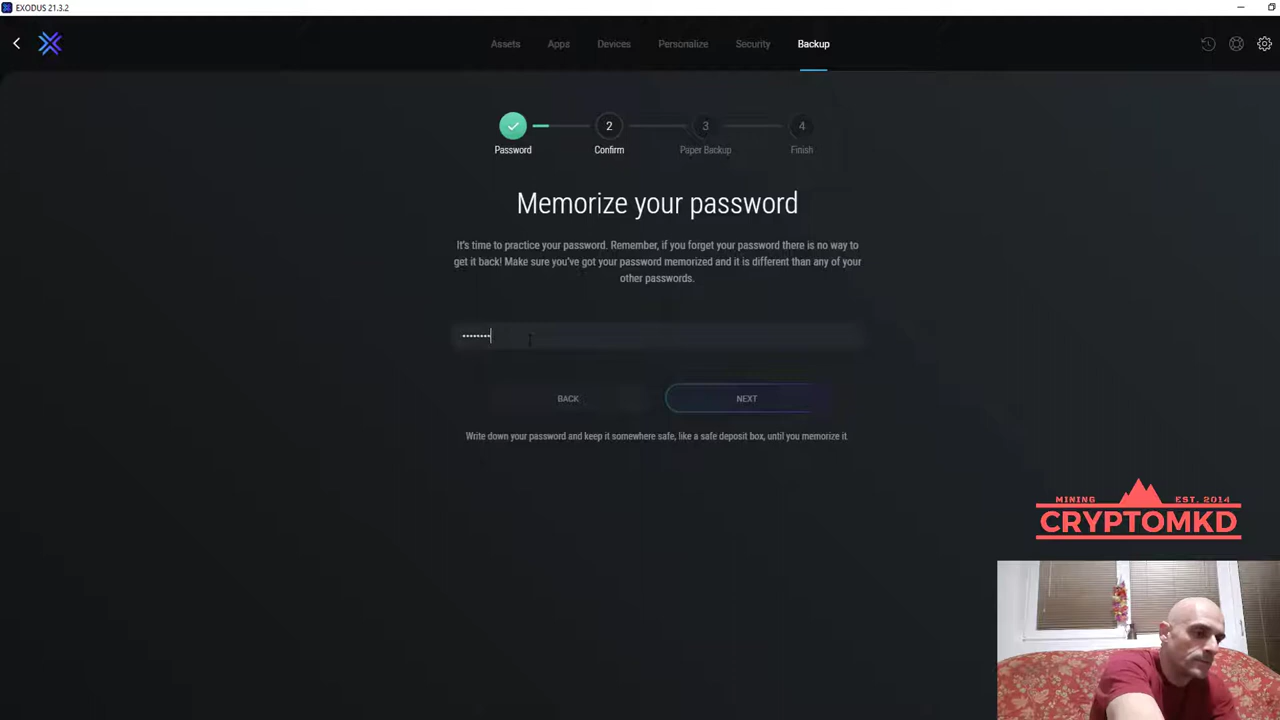 EXODUS 21.3.2
Assets Apps Devices Personalize Security Backup
2 3 4
Password Confirm Paper Backup Finish
Memorize your password
It's time to practice your password. Remember, if you forget your password there is no way to
get it back! Make sure you've got your password memorized and it is different than any of your
other passwords.
••••••••
BACK NEXT
Write down your password and keep it somewhere safe, like a safe deposit box, until you memorize it
MINING EST. 2014
CRYPTOMKD